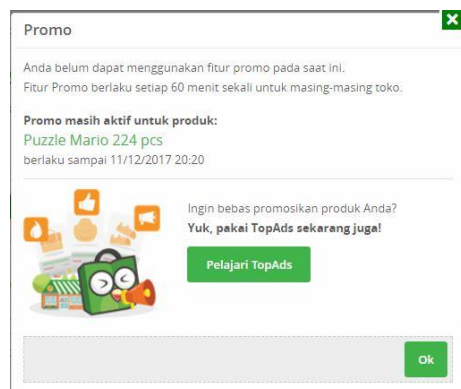 Promo
Anda belum dapat menggunakan fitur promo pada saat ini.
Fitur Promo berlaku setiap 60 menit sekali untuk masing-masing toko.
Promo masih aktif untuk produk:
Puzzle Mario 224 pcs
berlaku sampai 11/12/2017 20:20
Ingin bebas promosikan produk Anda?
Yuk, pakai TopAds sekarang juga!
Pelajari TopAds
Ok